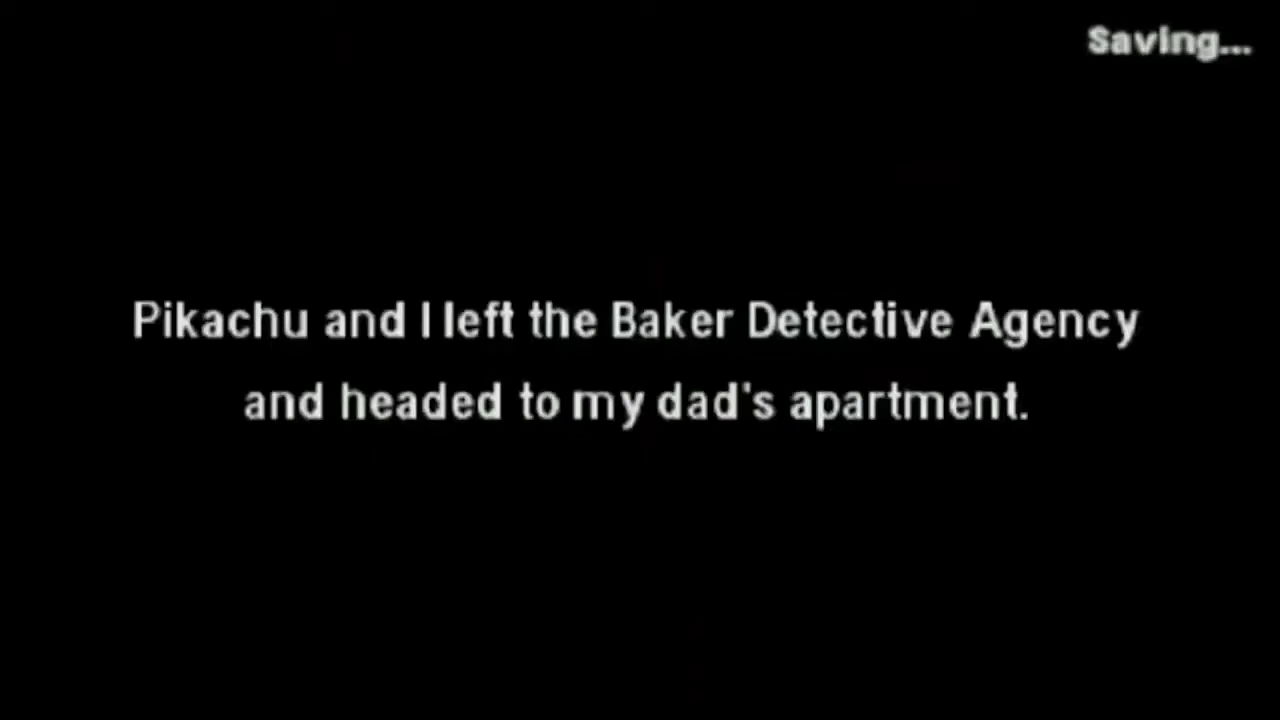 Saving...
Pikachu and I left the Baker Detective Agency
and headed to my dad's apartment.